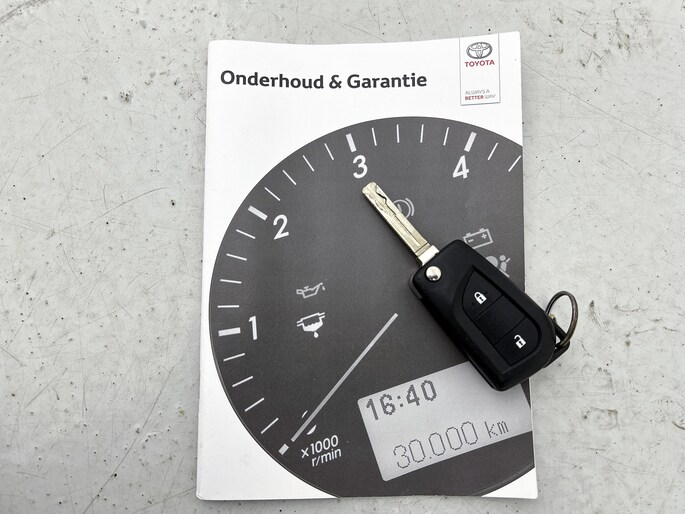 Onderhoud & Garantie
TOYOTA
ALWAYS A
BETTER WAY
3
4
2
1
16:40
30.000 km
x1000
r/min